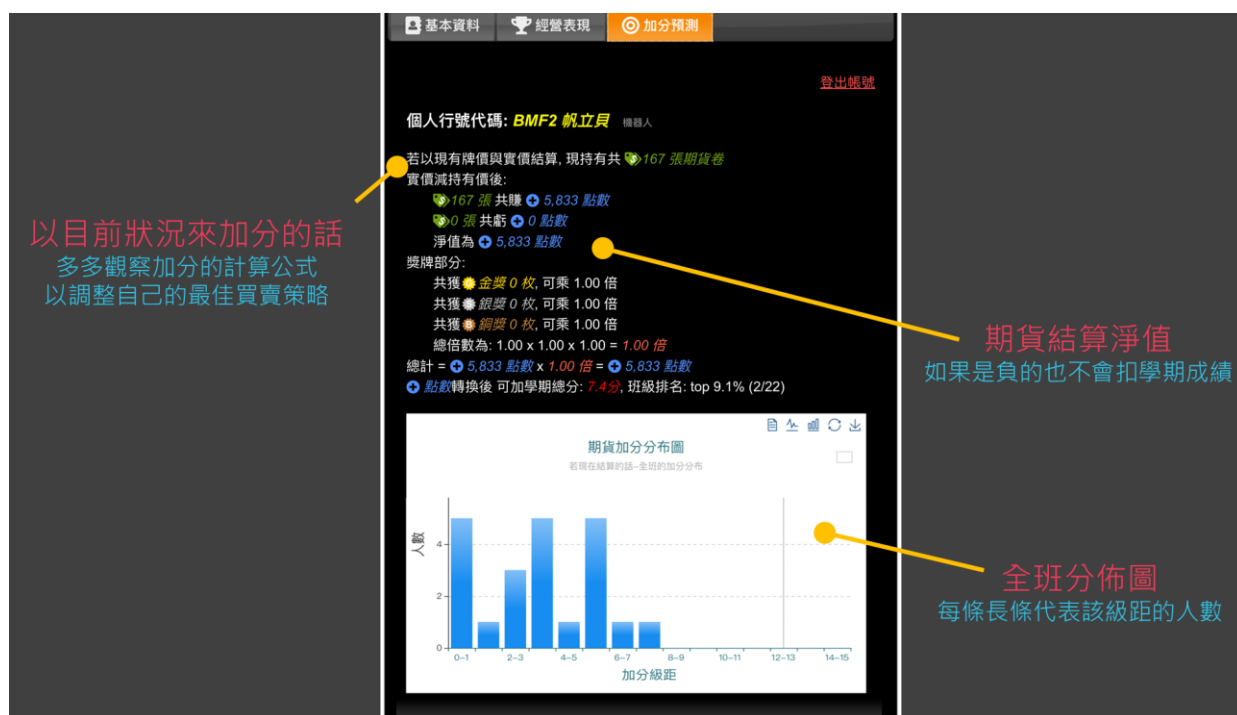 基本資料 經營表現 加分預測
登出帳號
個人行號代碼: BMF2 帆立貝 機器人
若以現有牌價與實價結算, 現持有共 167 張期貨卷
實價減持有價後:
167 張 共賺 5,833 點數
0 張 共虧 0 點數
淨值為 5,833 點數
獎牌部分:
共獲 金獎 0 枚, 可乘 1.00 倍
共獲 銀獎 0 枚, 可乘 1.00 倍
共獲 銅獎 0 枚, 可乘 1.00 倍
總倍數為: 1.00 x 1.00 x 1.00 = 1.00 倍
總計 = 5,833 點數 x 1.00 倍 = 5,833 點數
點數轉換後 可加學期總分: 7.4分, 班級排名: top 9.1% (2/22)
以目前狀況來加分的話
多多觀察加分的計算公式
以調整自己的最佳買賣策略
期貨結算淨值
如果是負的也不會扣學期成績
期貨加分分布圖
若現在結算的話–全班的加分分布
人數
4
2
0
0–1 2–3 4–5 6–7 8–9 10–11 12–13 14–15
加分級距
全班分佈圖
每條長條代表該級距的人數